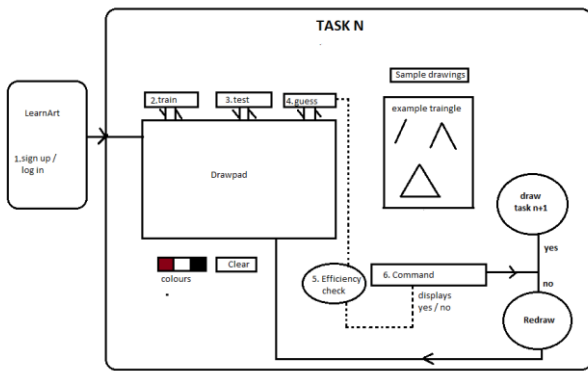 TASK N
LearnArt
1.sign up /
log in
2.train
3.test
4.guess
Sample drawings
example traingle
Drawpad
colours
Clear
5. Efficiency
check
6. Command
displays
yes / no
draw
task n+1
yes
no
Redraw